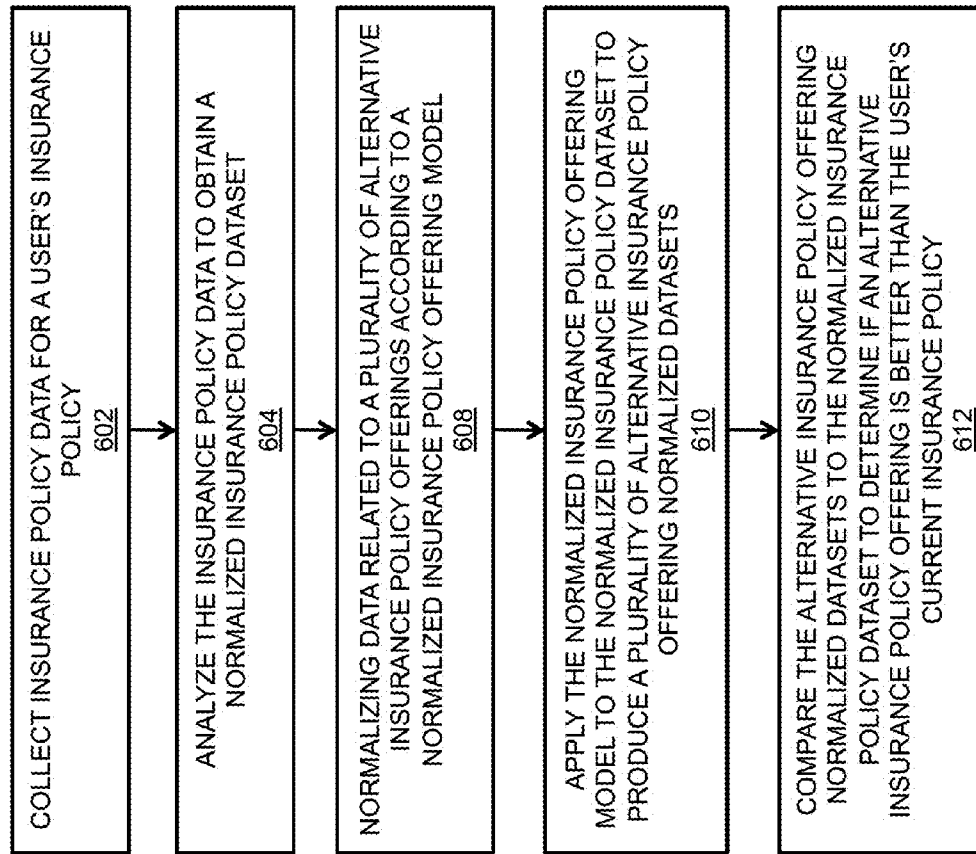 COLLECT INSURANCE POLICY DATA FOR A USER'S INSURANCE
POLICY
602
ANALYZE THE INSURANCE POLICY DATA TO OBTAIN A
NORMALIZED INSURANCE POLICY DATASET
604
NORMALIZING DATA RELATED TO A PLURALITY OF ALTERNATIVE
INSURANCE POLICY OFFERINGS ACCORDING TO A
NORMALIZED INSURANCE POLICY OFFERING MODEL
608
APPLY THE NORMALIZED INSURANCE POLICY OFFERING
MODEL TO THE NORMALIZED INSURANCE POLICY DATASET TO
PRODUCE A PLURALITY OF ALTERNATIVE INSURANCE POLICY
OFFERING NORMALIZED DATASETS
610
COMPARE THE ALTERNATIVE INSURANCE POLICY OFFERING
NORMALIZED DATASETS TO THE NORMALIZED INSURANCE
POLICY DATASET TO DETERMINE IF AN ALTERNATIVE
INSURANCE POLICY OFFERING IS BETTER THAN THE USER'S
CURRENT INSURANCE POLICY
612